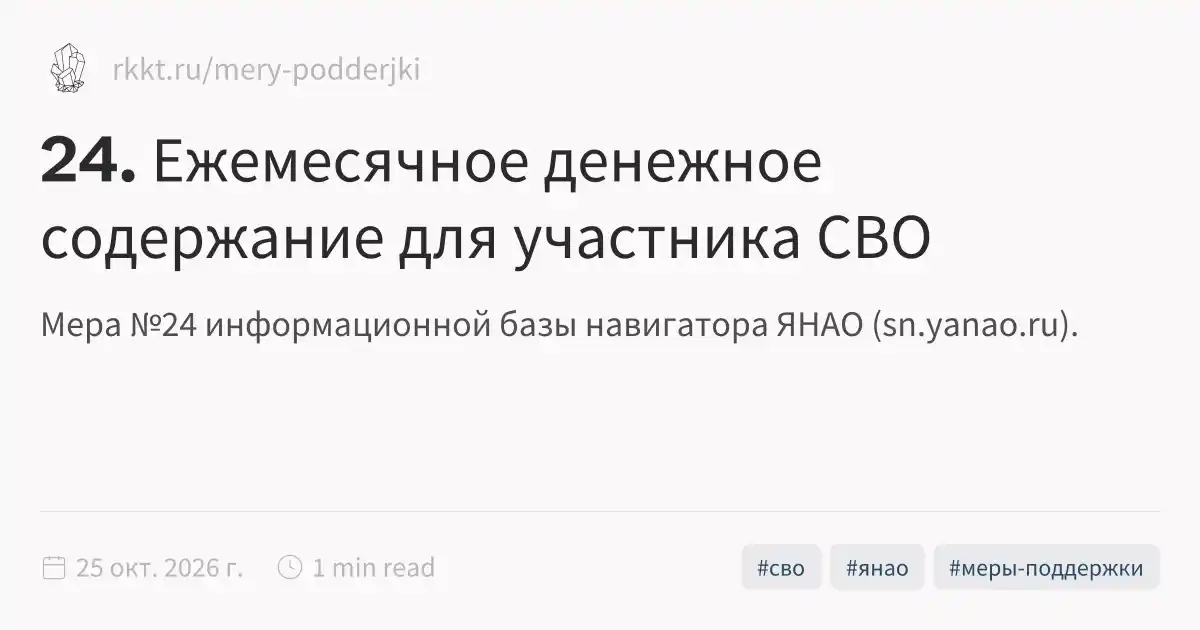 rkkt.ru/mery-podderjki
24. Ежемесячное денежное
содержание для участника СВО
Мера №24 информационной базы навигатора ЯНАО (sn.yanao.ru).
25 окт. 2026 г. 1 min read #сво #янао #меры-поддержки